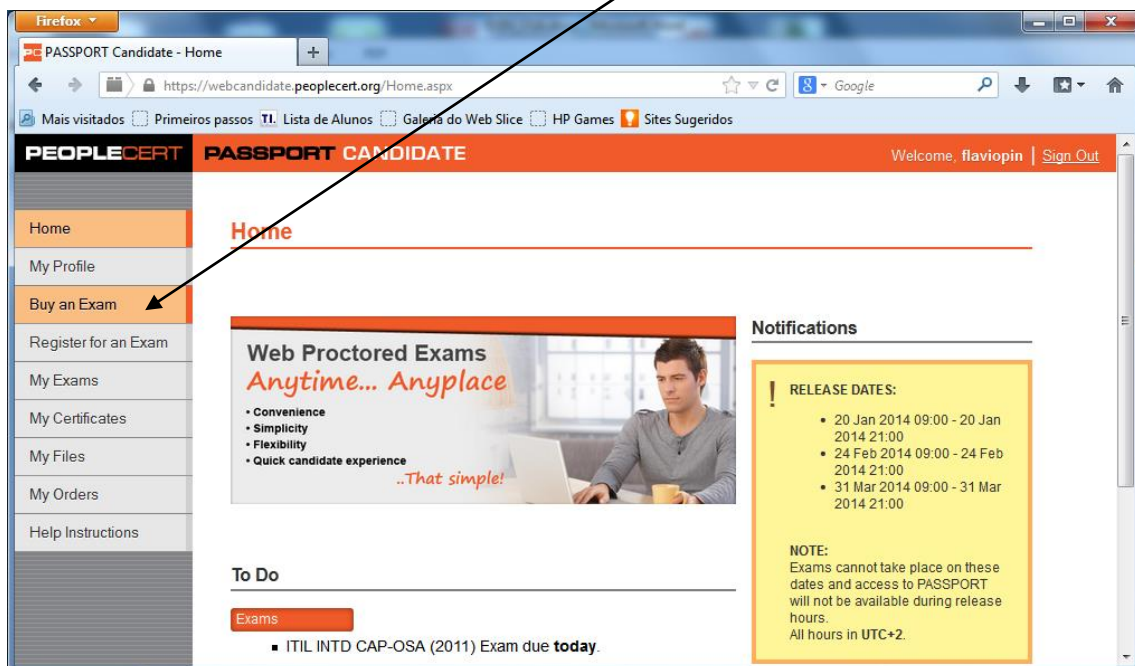 Firefox
PASSPORT Candidate - Home
https://webcandidate.peoplecert.org/Home.aspx
Google
Mais visitados
Primeiros passos
TI. Lista de Alunos
Galeria do Web Slice
HP Games
Sites Sugeridos
PEOPLECERT
PASSPORT CANDIDATE
Welcome, flaviopin | Sign Out
Home
My Profile
Buy an Exam
Register for an Exam
My Exams
My Certificates
My Files
My Orders
Help Instructions
Home
Web Proctored Exams
Anytime... Anyplace
• Convenience
• Simplicity
• Flexibility
• Quick candidate experience
..That simple!
To Do
Exams
▪ ITIL INTD CAP-OSA (2011) Exam due today.
Notifications
! RELEASE DATES:
• 20 Jan 2014 09:00 - 20 Jan
2014 21:00
• 24 Feb 2014 09:00 - 24 Feb
2014 21:00
• 31 Mar 2014 09:00 - 31 Mar
2014 21:00
NOTE:
Exams cannot take place on these
dates and access to PASSPORT
will not be available during release
hours.
All hours in UTC+2.